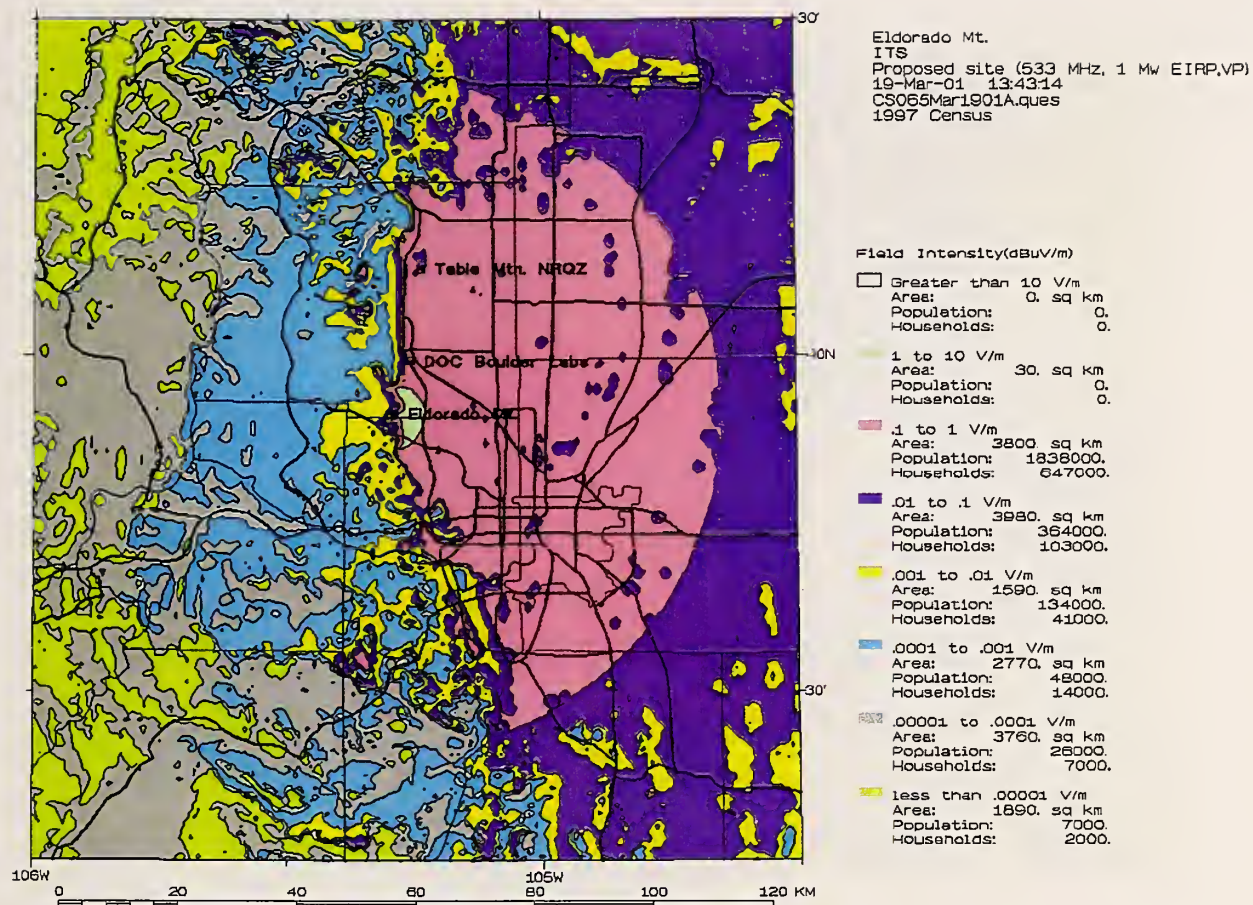 30'
Eldorado Mt.
ITS
Proposed site (533 MHz, 1 Mw EIRP,VP)
19-Mar-01 13:43:14
CS065Mar1901A.ques
1997 Census
Field Intensity(dBuV/m)
Greater than 10 V/m
Area: 0. sq km
Population: 0.
Households: 0.
1 to 10 V/m
Area: 30. sq km
Population: 0.
Households: 0.
.1 to 1 V/m
Area: 3800. sq km
Population: 1838000.
Households: 647000.
.01 to .1 V/m
Area: 3980. sq km
Population: 364000.
Households: 103000.
.001 to .01 V/m
Area: 1590. sq km
Population: 134000.
Households: 41000.
.0001 to .001 V/m
Area: 2770. sq km
Population: 48000.
Households: 14000.
.00001 to .0001 V/m
Area: 3760. sq km
Population: 26000.
Households: 7000.
less than .00001 V/m
Area: 1890. sq km
Population: 7000.
Households: 2000.
Table Mtn. NRQZ
DOC Boulder Labs
Eldorado
30'
106W
105W
0 20 40 60 80 100 120 KM